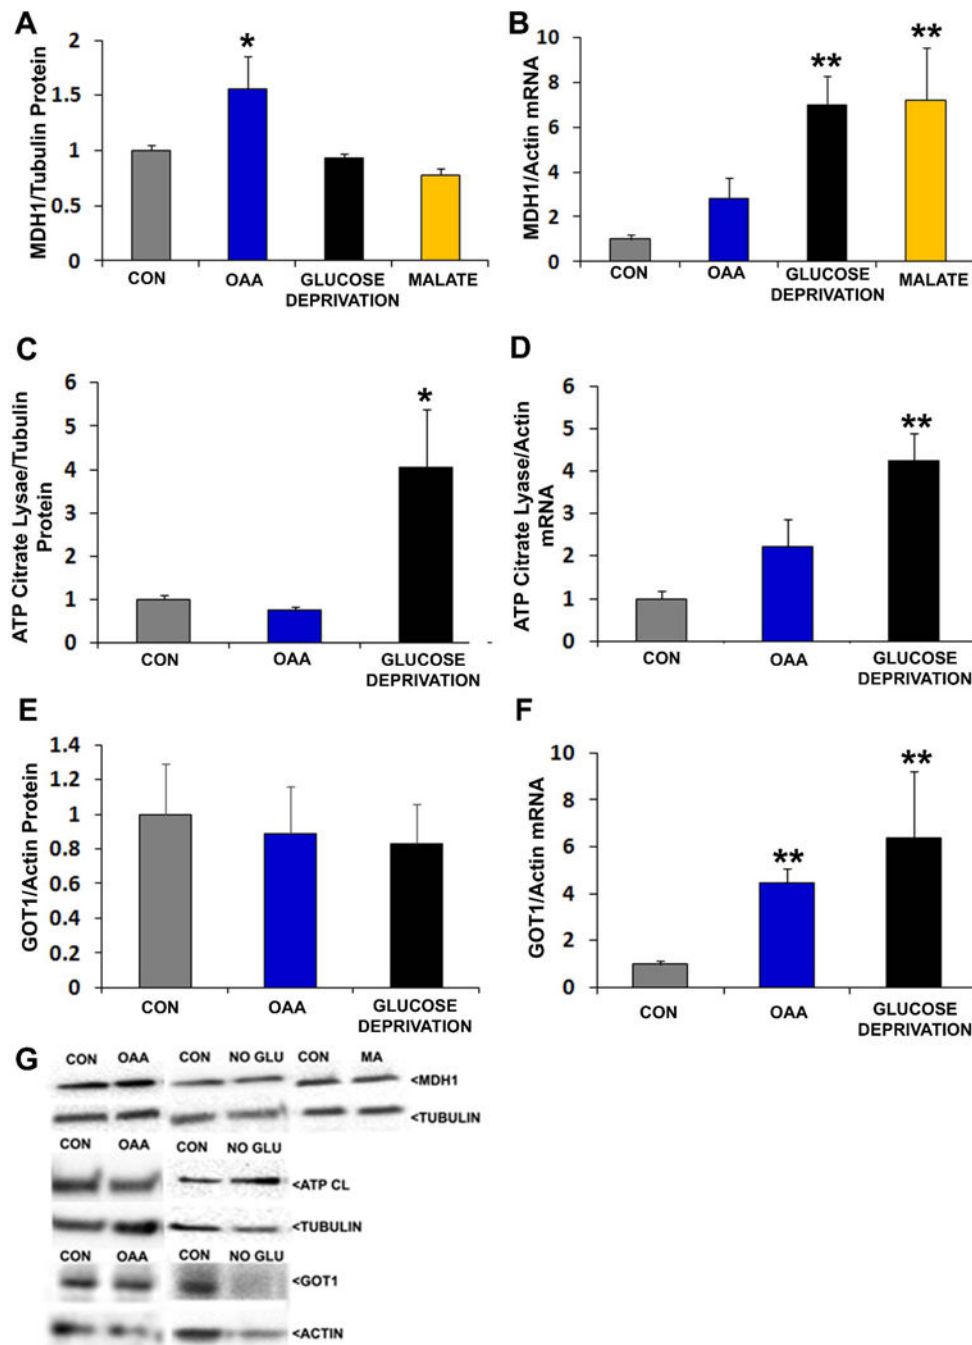 A
MDH1/Tubulin Protein
2
1.5
1
0.5
0
*
CON
OAA
GLUCOSE
DEPRIVATION
MALATE
B
MDH1/Actin mRNA
10
8
6
4
2
0
**
**
CON
OAA
GLUCOSE
DEPRIVATION
MALATE
C
ATP Citrate Lysae/Tubulin
Protein
6
5
4
3
2
1
0
*
CON
OAA
GLUCOSE
DEPRIVATION
D
ATP Citrate Lyase/Actin
mRNA
6
5
4
3
2
1
0
**
CON
OAA
GLUCOSE
DEPRIVATION
E
GOT1/Actin Protein
1.4
1.2
1
0.8
0.6
0.4
0.2
0
CON
OAA
GLUCOSE
DEPRIVATION
F
GOT1/Actin mRNA
10
8
6
4
2
0
**
**
CON
OAA
GLUCOSE
DEPRIVATION
G
CON OAA CON NO GLU CON MA
<MDH1
<TUBULIN
CON OAA CON NO GLU
<ATP CL
<TUBULIN
CON OAA CON NO GLU
<GOT1
<ACTIN